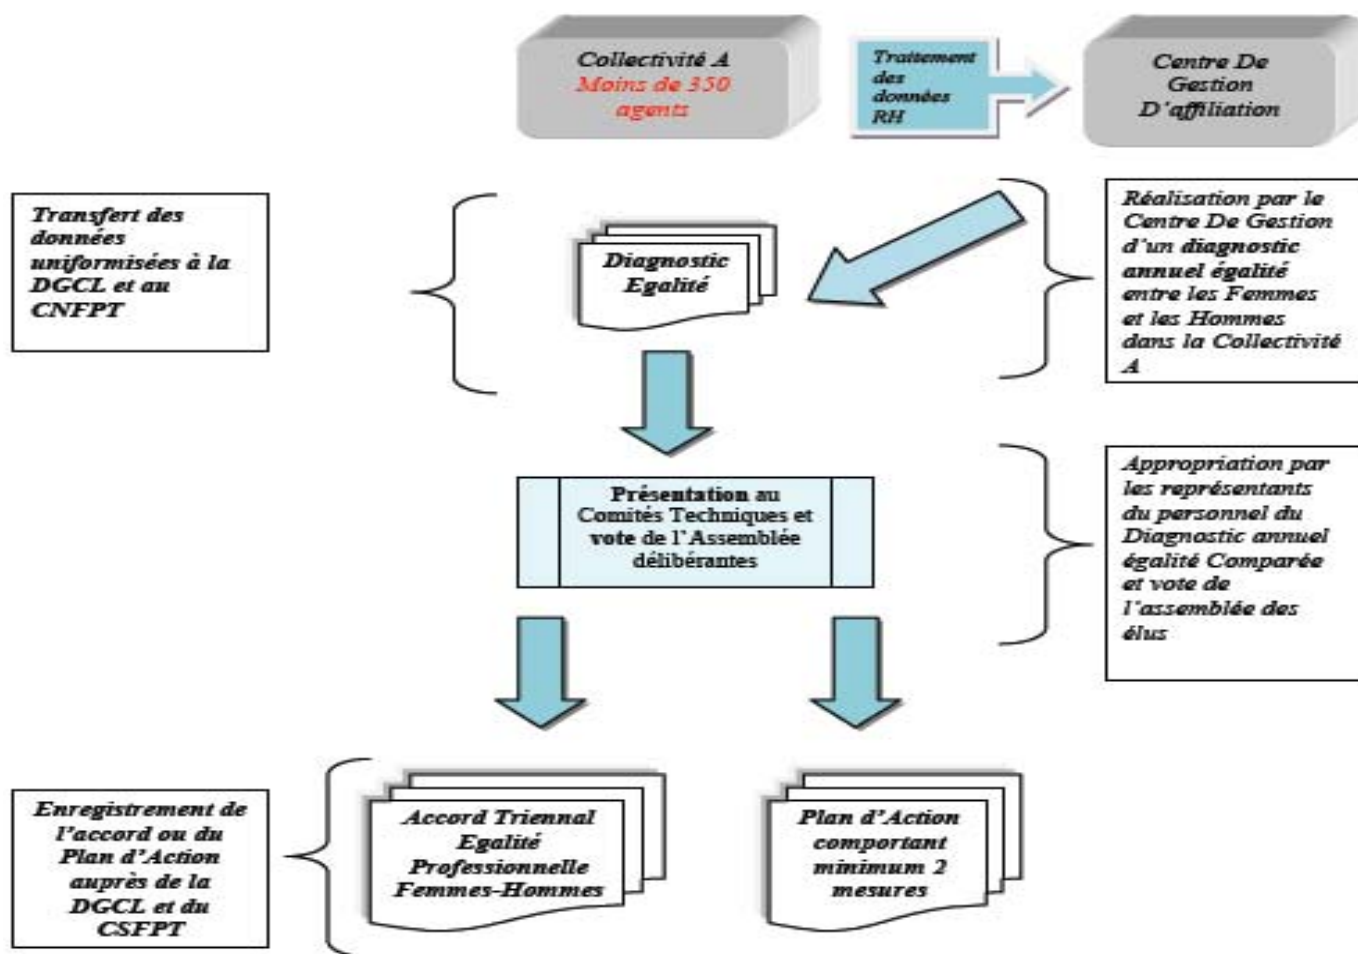 Collectivité A
Moins de 350
agents
Traitement
des
données
RH
Centre De
Gestion
D'affiliation
Transfert des
données
uniformisées à la
DGCL et au
CNFPT
Diagnostic
Egalité
Réalisation par le
Centre De Gestion
d'un diagnostic
annuel égalité
entre les Femmes
et les Hommes
dans la Collectivité
A
Présentation au
Comités Techniques et
vote de l'Assemblée
délibérantes
Appropriation par
les représentants
du personnel du
Diagnostic annuel
égalité Comparée
et vote de
l'assemblée des
élus
Enregistrement de
l'accord ou du
Plan d'Action
auprès de la
DGCL et du
CSFPT
Accord Triennal
Egalité
Professionnelle
Femmes-Hommes
Plan d'Action
comportant
minimum 2
mesures